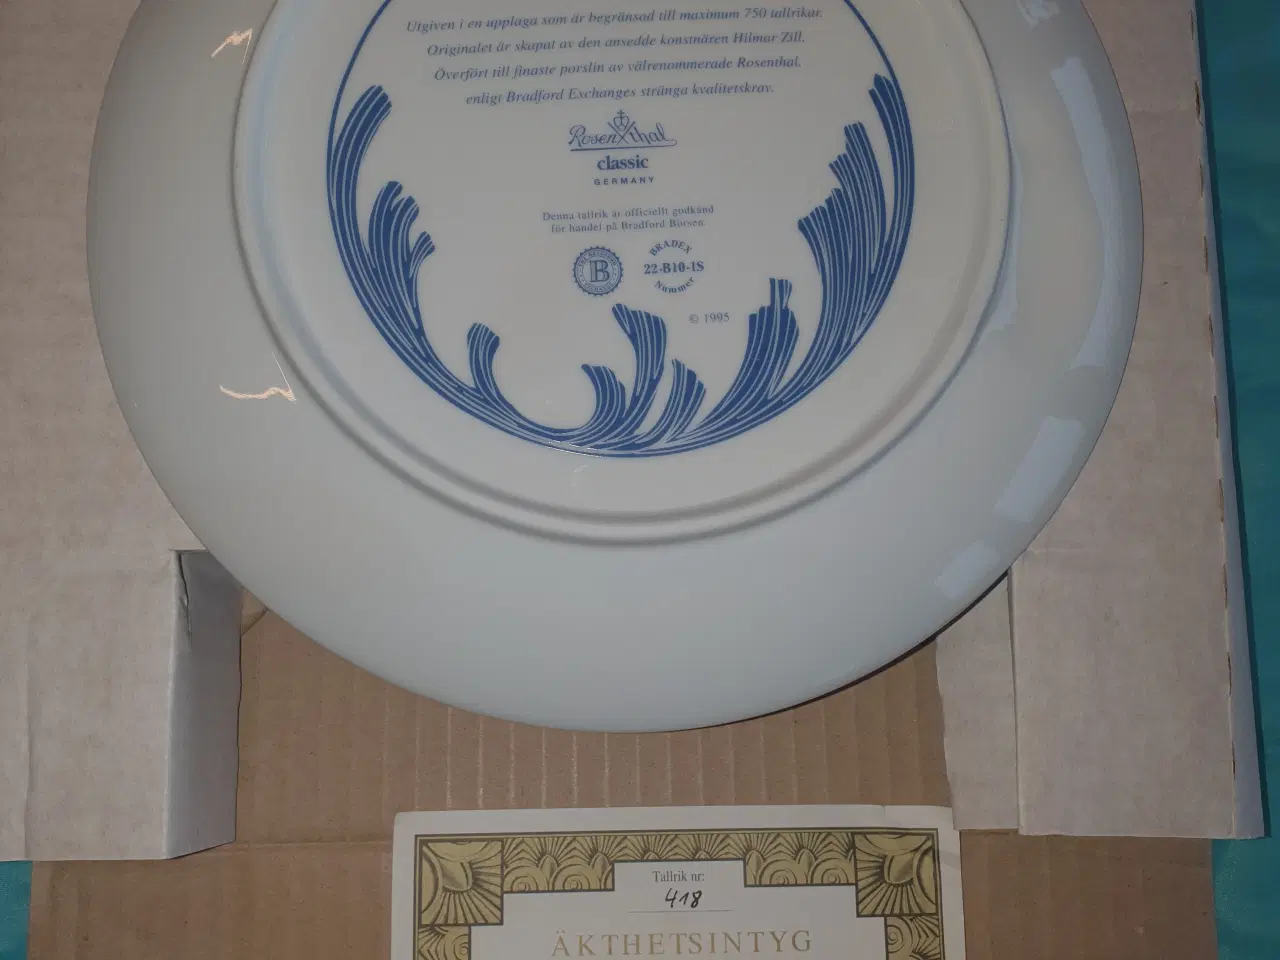 Utgiven i en upplaga som är begränsad till maximum 750 tallrikar.
Originalet är skapat av den ansedde konstnären Hilmar Zill.
Överfört till finaste porslin av välrenommerade Rosenthal.
enligt Bradford Exchanges stränga kvalitetskrav.
Rosenthal
classic
GERMANY
Denna tallrik är officiellt godkänd
för handel på Bradford Börsen.
B
BRADEX
22-B10-1S
Nummer
© 1995
Tallrik nr:
418
ÄKTHETSINTYG